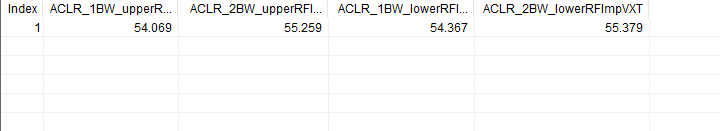 Index ACLR_1BW_upperR... ACLR_2BW_upperRFI... ACLR_1BW_lowerRFI... ACLR_2BW_lowerRFImpVXT
1 54.069 55.259 54.367 55.379